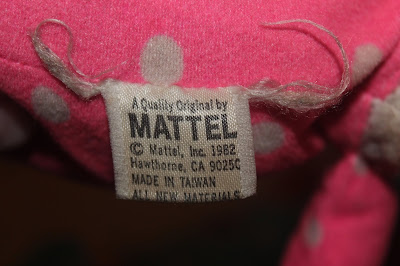 A Quality Original by
MATTEL
© Mattel, Inc. 1982
Hawthorne, CA 9025C
MADE IN TAIWAN
ALL NEW MATERIALS